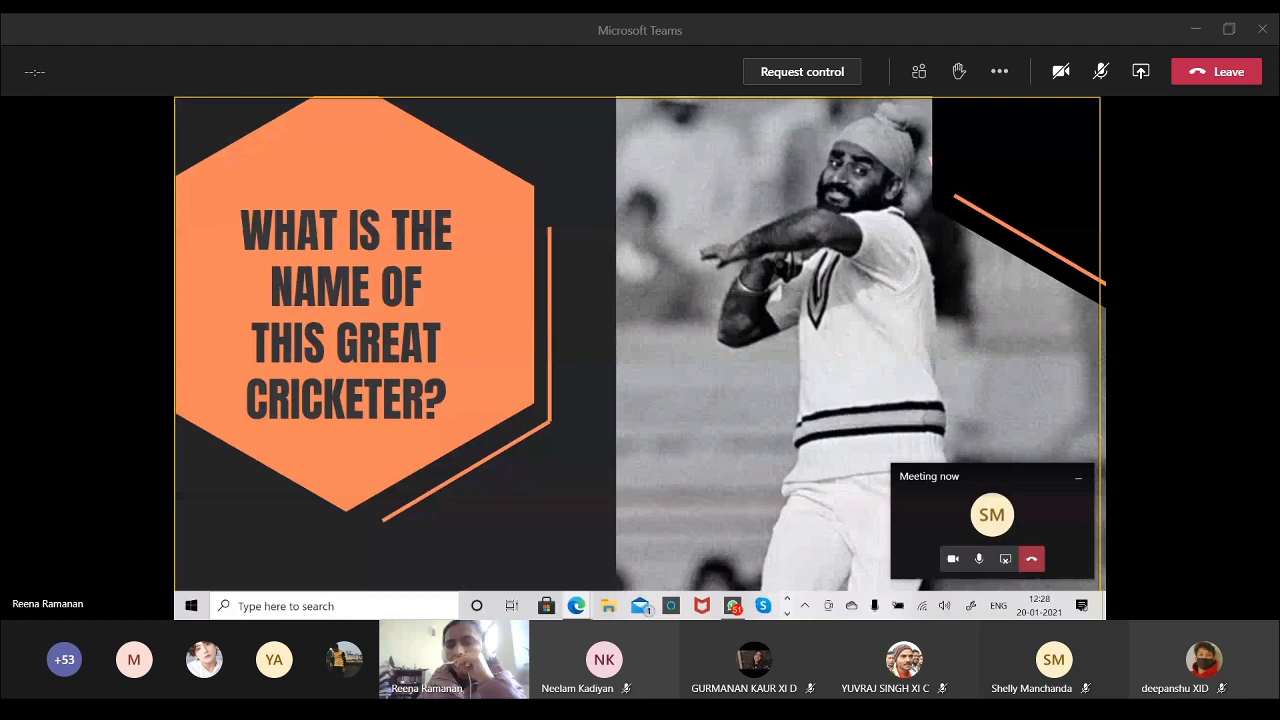 Microsoft Teams
--:--
Request control
Leave
WHAT IS THE
NAME OF
THIS GREAT
CRICKETER?
Meeting now
SM
Reena Ramanan
Type here to search
1
51
ENG
12:28
20-01-2021
+53
M
YA
Reena Ramanan
NK
Neelam Kadiyan
GURMANAN KAUR XI D
YUVRAJ SINGH XI C
SM
Shelly Manchanda
deepanshu XID